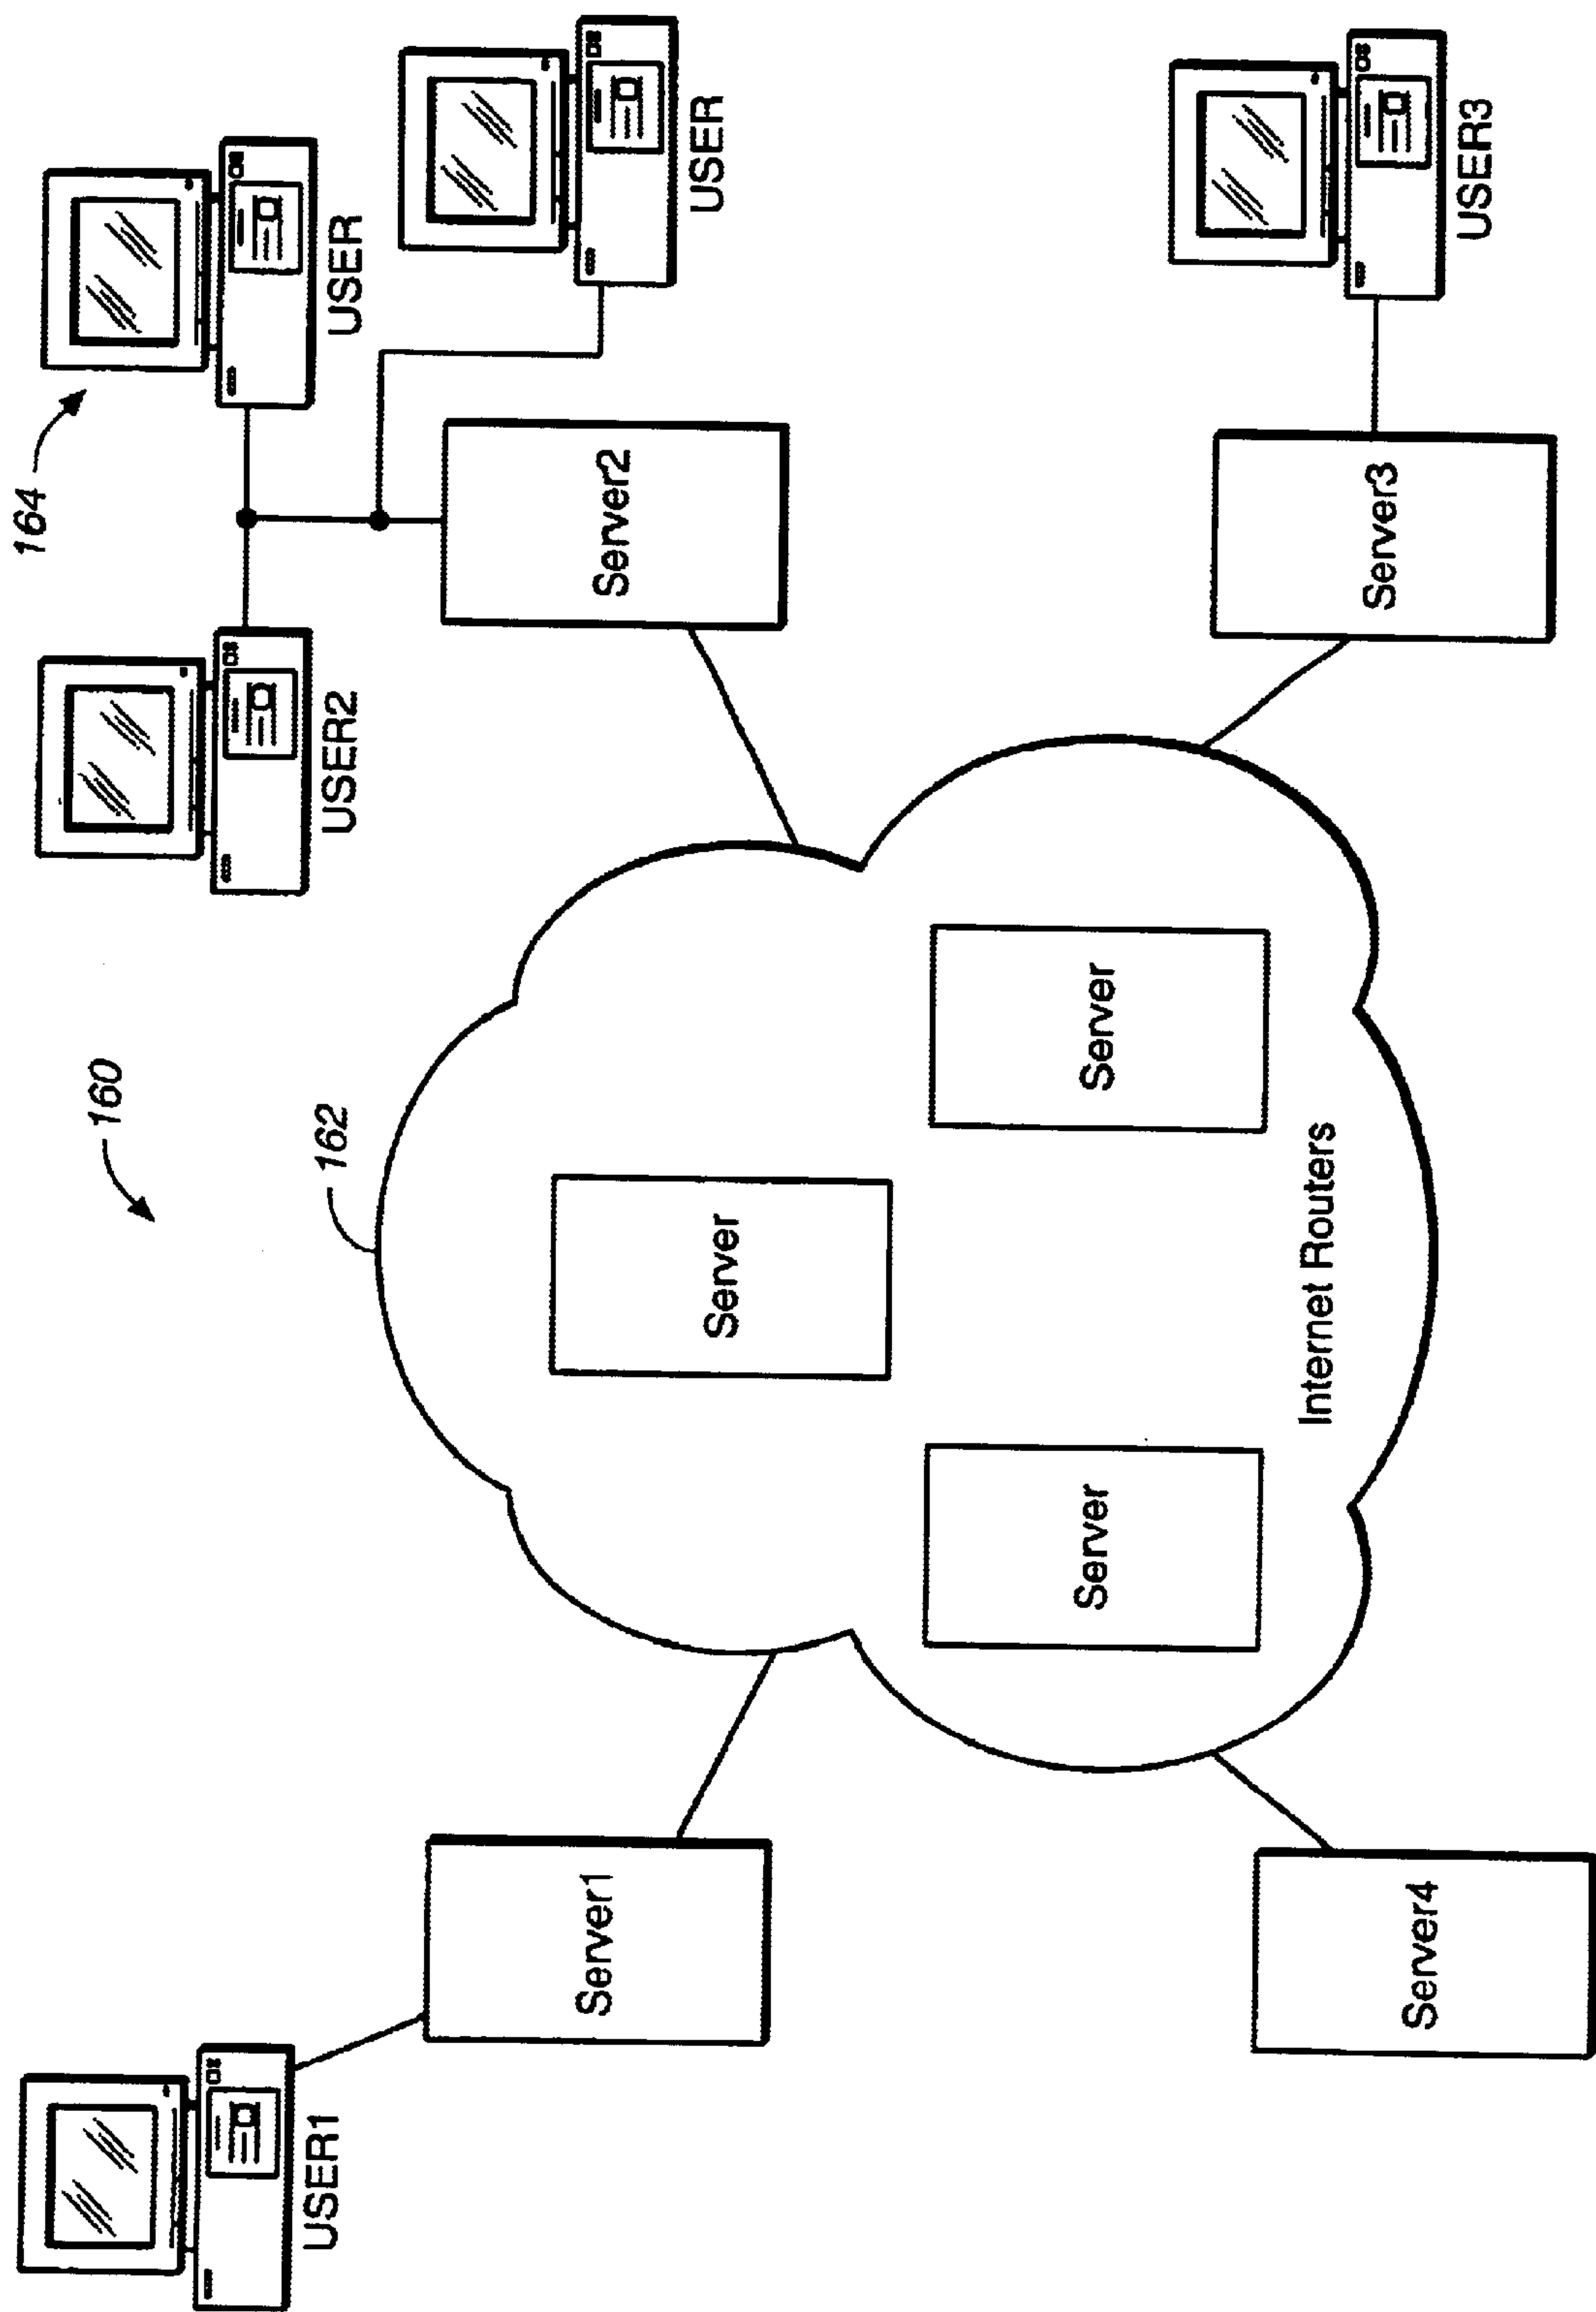 164
160
USER1
162
USER2
USER
USER
Server1
Server2
Server
Server
Server
Internet Routers
Server4
Server3
USER3